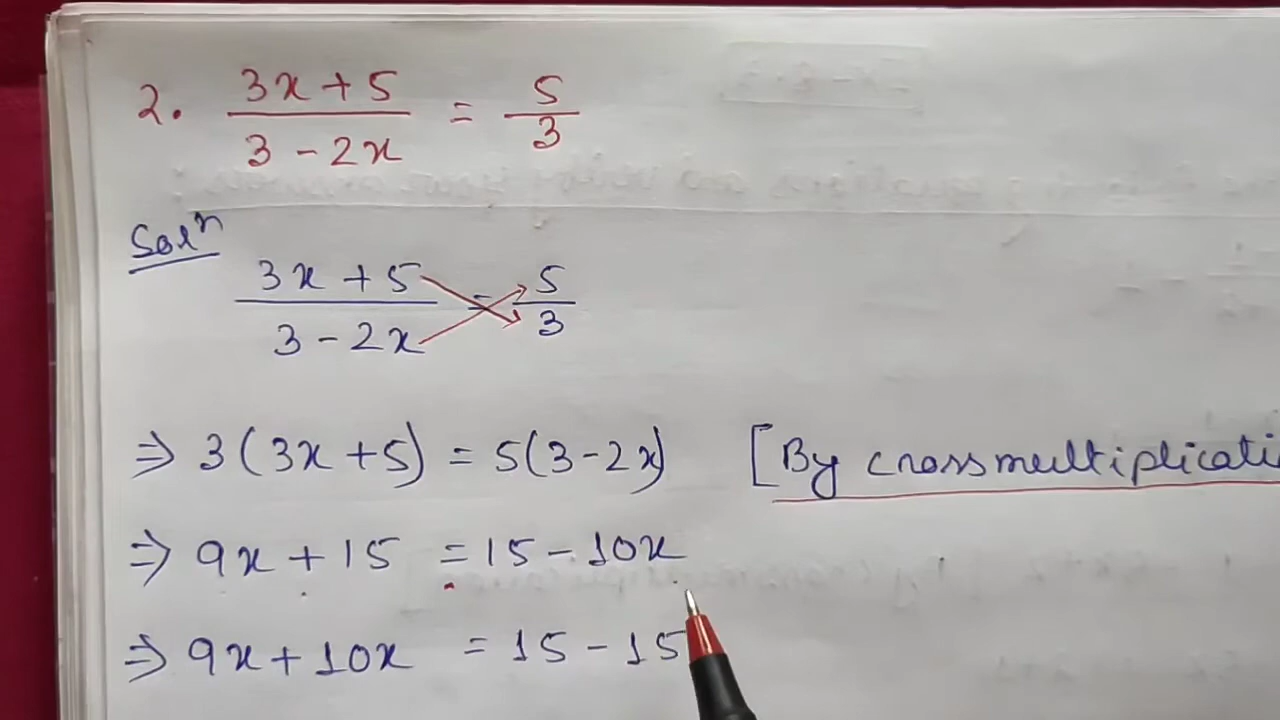 2. (3x + 5)/(3 - 2x) = 5/3
Solⁿ
(3x + 5)/(3 - 2x) = 5/3
⇒ 3(3x + 5) = 5(3 - 2x) [By crossmultiplicati
⇒ 9x + 15 = 15 - 10x
⇒ 9x + 10x = 15 - 15